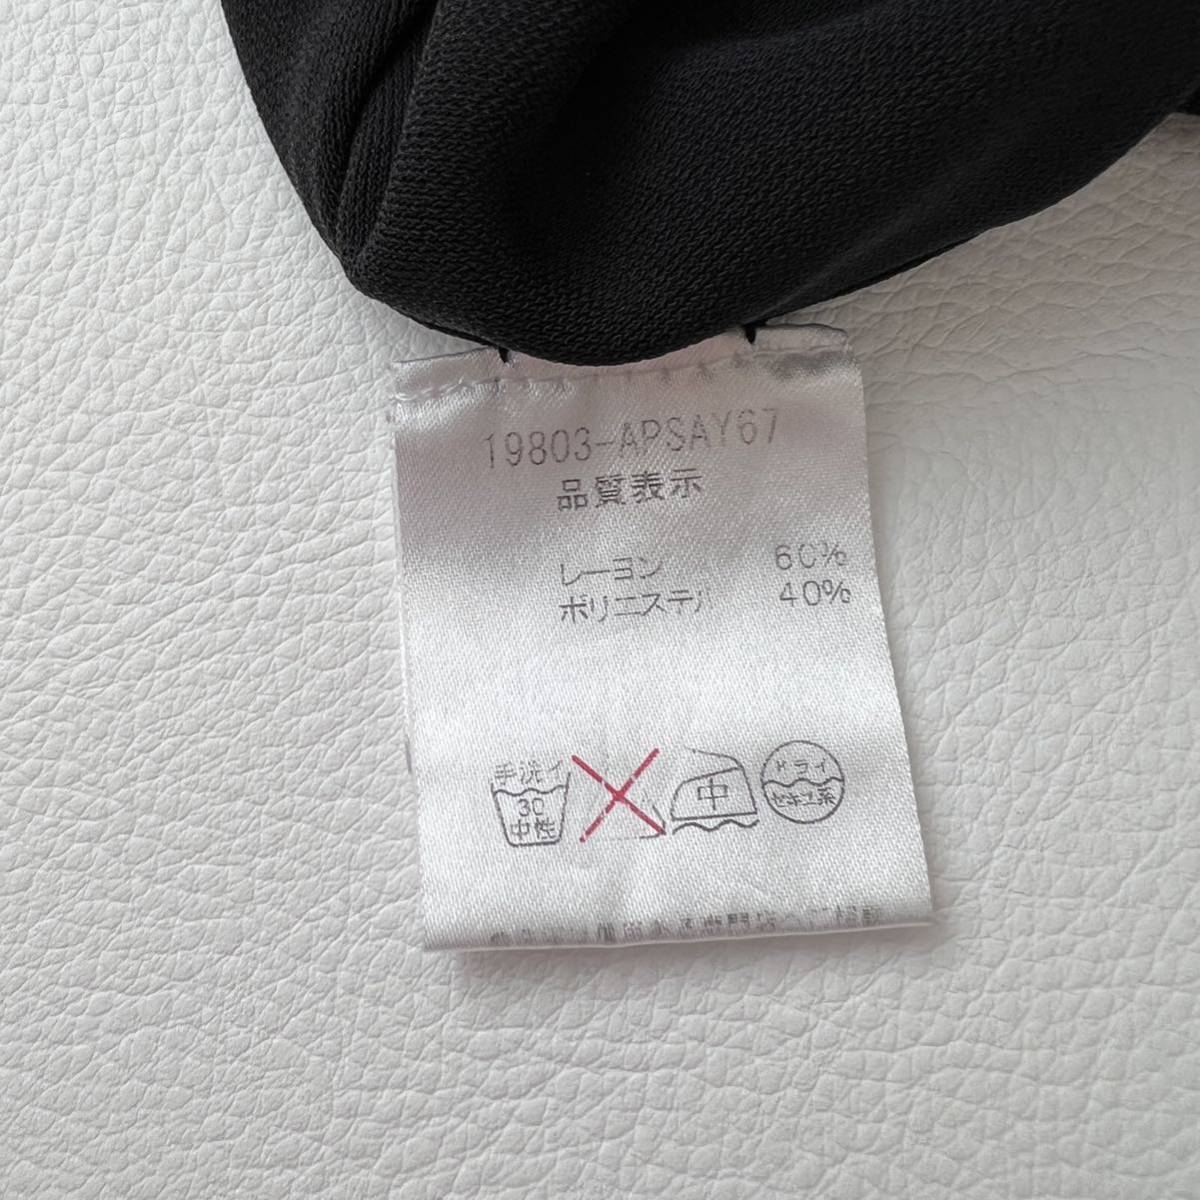 19803-APSAY67
品質表示
レーヨン 60%
ポリエステル 40%
手洗イ
30
中性
中
ドライ
セキユ系